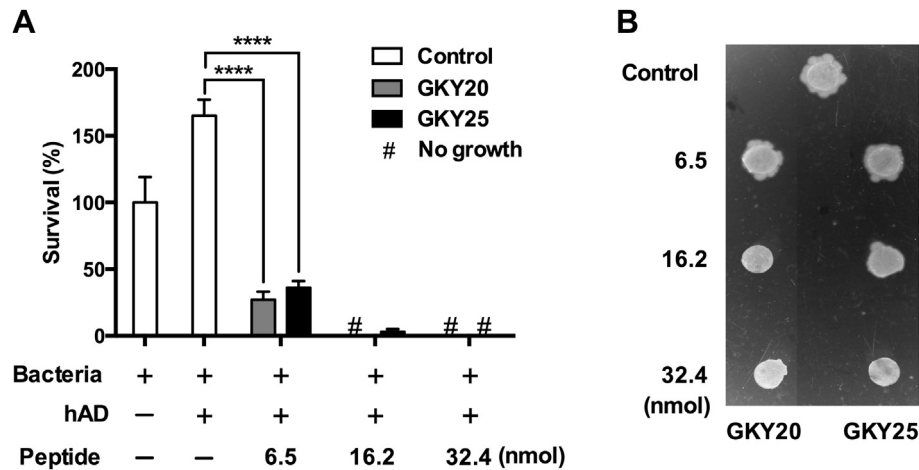 A
****
****
Control
GKY20
GKY25
# No growth
Survival (%)
200
150
100
50
0
# # #
Bacteria + + + + +
hAD – + + + +
Peptide – – 6.5 16.2 32.4 (nmol)
B
Control
6.5
16.2
32.4
(nmol)
GKY20 GKY25